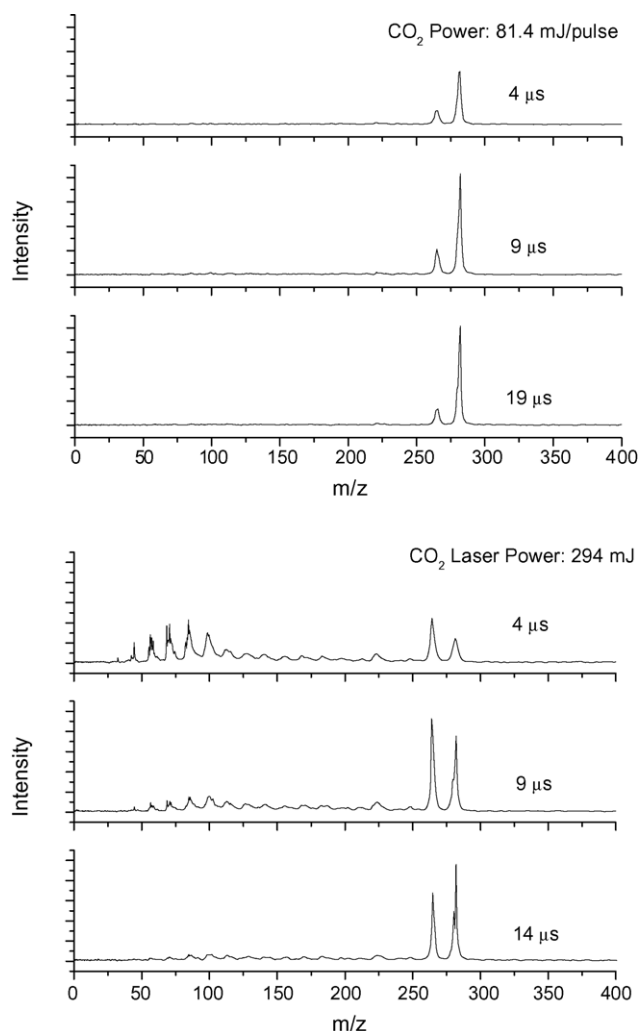 CO₂ Power: 81.4 mJ/pulse
4 μs
9 μs
Intensity
19 μs
0 50 100 150 200 250 300 350 400
m/z
CO₂ Laser Power: 294 mJ
4 μs
9 μs
Intensity
14 μs
0 50 100 150 200 250 300 350 400
m/z